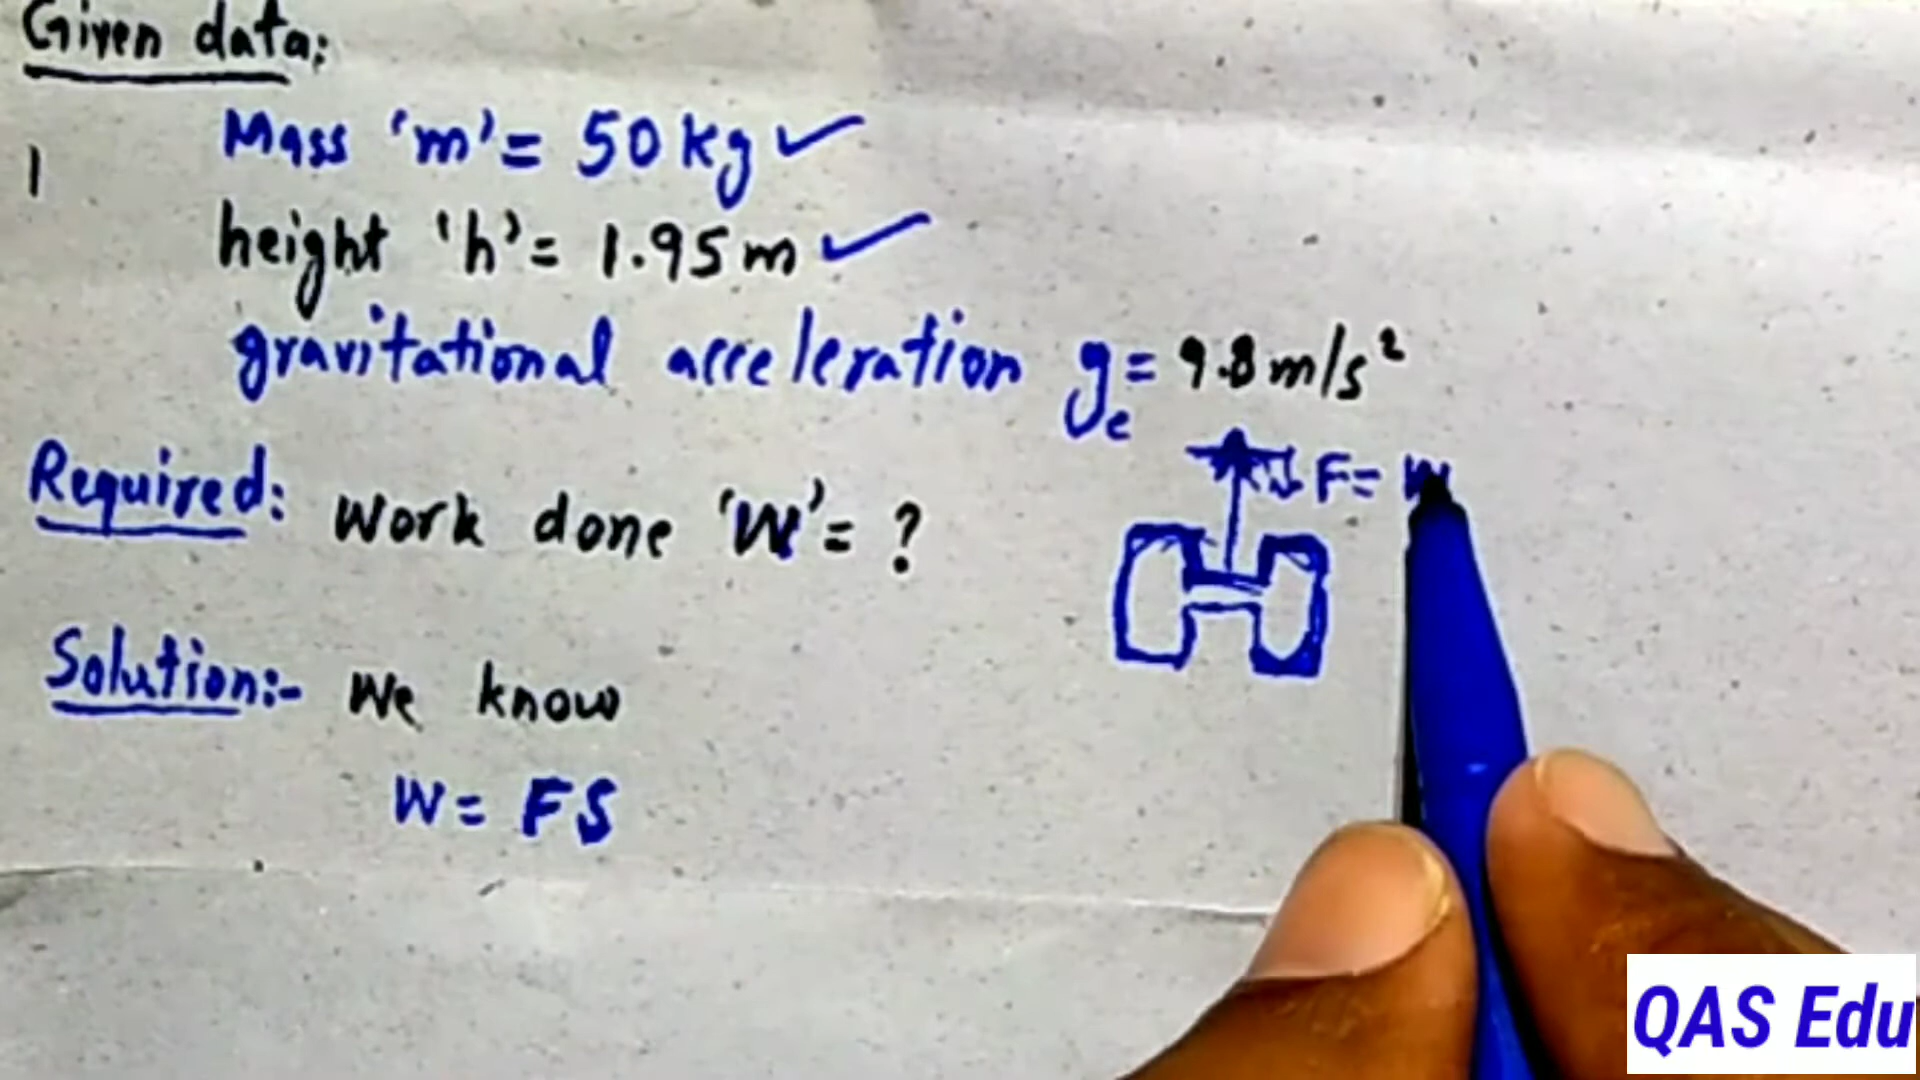 Given data:
1
Mass 'm' = 50 kg
height 'h' = 1.95 m
gravitational acceleration ge = 9.8 m/s²
Required: Work done 'W' = ?
F = W
Solution:- We know
W = FS
QAS Edu